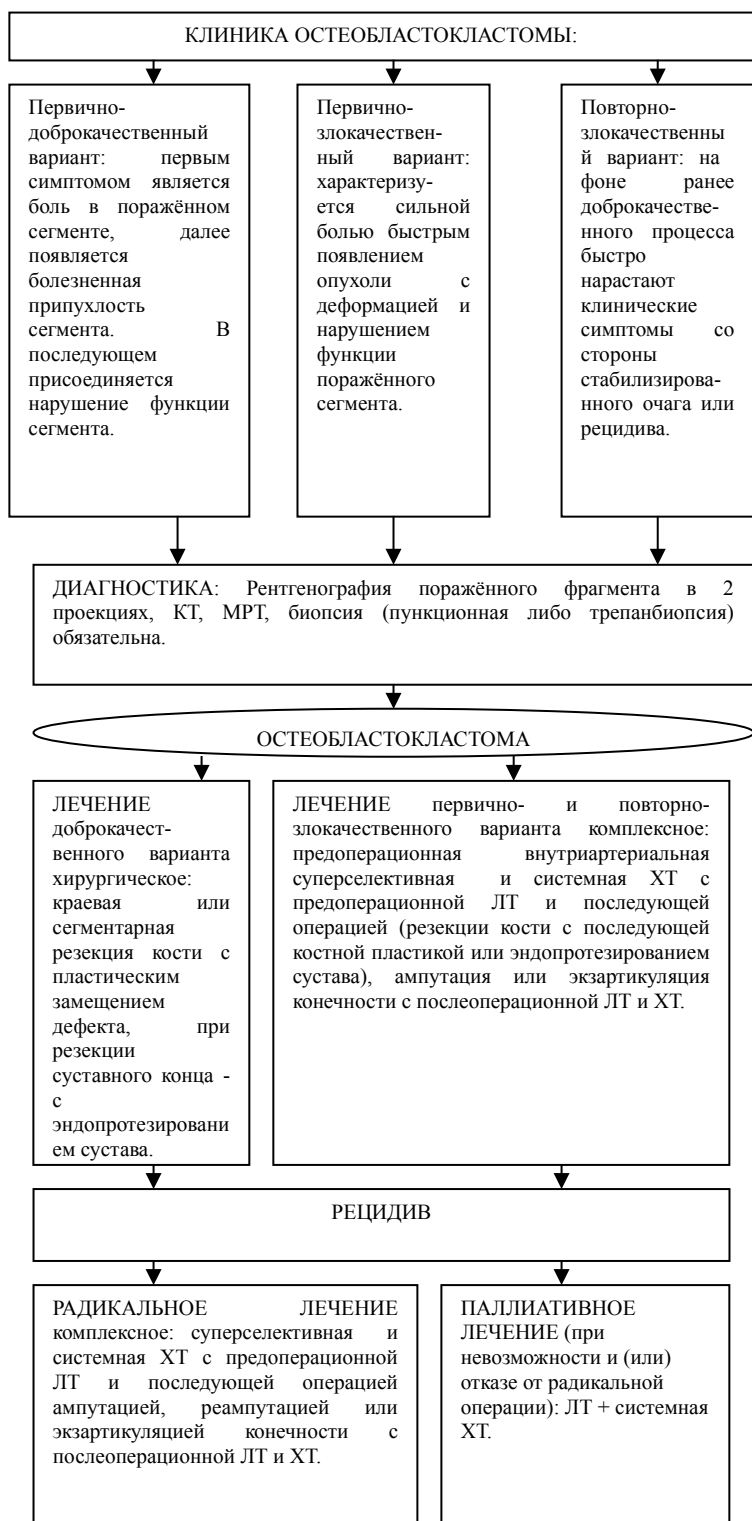 КЛИНИКА ОСТЕОБЛАСТОКЛАСТОМЫ:
Первично-
доброкачественный
вариант: первым
симптомом является
боль в поражённом
сегменте, далее
появляется
болезненная
припухлость
сегмента. В
последующем
присоединяется
нарушение функции
сегмента.
Первично-
злокачествен-
ный вариант:
характеризу-
ется сильной
болью быстрым
появлением
опухоли с
деформацией и
нарушением
функции
поражённого
сегмента.
Повторно-
злокачественны
й вариант: на
фоне ранее
доброкачестве-
нного процесса
быстро
нарастают
клинические
симптомы со
стороны
стабилизирова-
нного очага или
рецидива.
ДИАГНОСТИКА: Рентгенография поражённого фрагмента в 2
проекциях, КТ, МРТ, биопсия (пункционная либо трепанбиопсия)
обязательна.
ОСТЕОБЛАСТОКЛАСТОМА
ЛЕЧЕНИЕ
доброкачест-
венного варианта
хирургическое:
краевая или
сегментарная
резекция кости с
пластическим
замещением
дефекта, при
резекции
суставного конца -
с
эндопротезировани
ем сустава.
ЛЕЧЕНИЕ первично- и повторно-
злокачественного варианта комплексное:
предоперационная внутриартериальная
суперселективная и системная ХТ с
предоперационной ЛТ и последующей
операцией (резекции кости с последующей
костной пластикой или эндопротезированием
сустава), ампутация или экзартикуляция
конечности с послеоперационной ЛТ и ХТ.
РЕЦИДИВ
РАДИКАЛЬНОЕ ЛЕЧЕНИЕ
комплексное: суперселективная и
системная ХТ с предоперационной
ЛТ и последующей операцией
ампутацией, реампутацией или
экзартикуляцией конечности с
послеоперационной ЛТ и ХТ.
ПАЛЛИАТИВНОЕ
ЛЕЧЕНИЕ (при
невозможности и (или)
отказе от радикальной
операции): ЛТ + системная
ХТ.